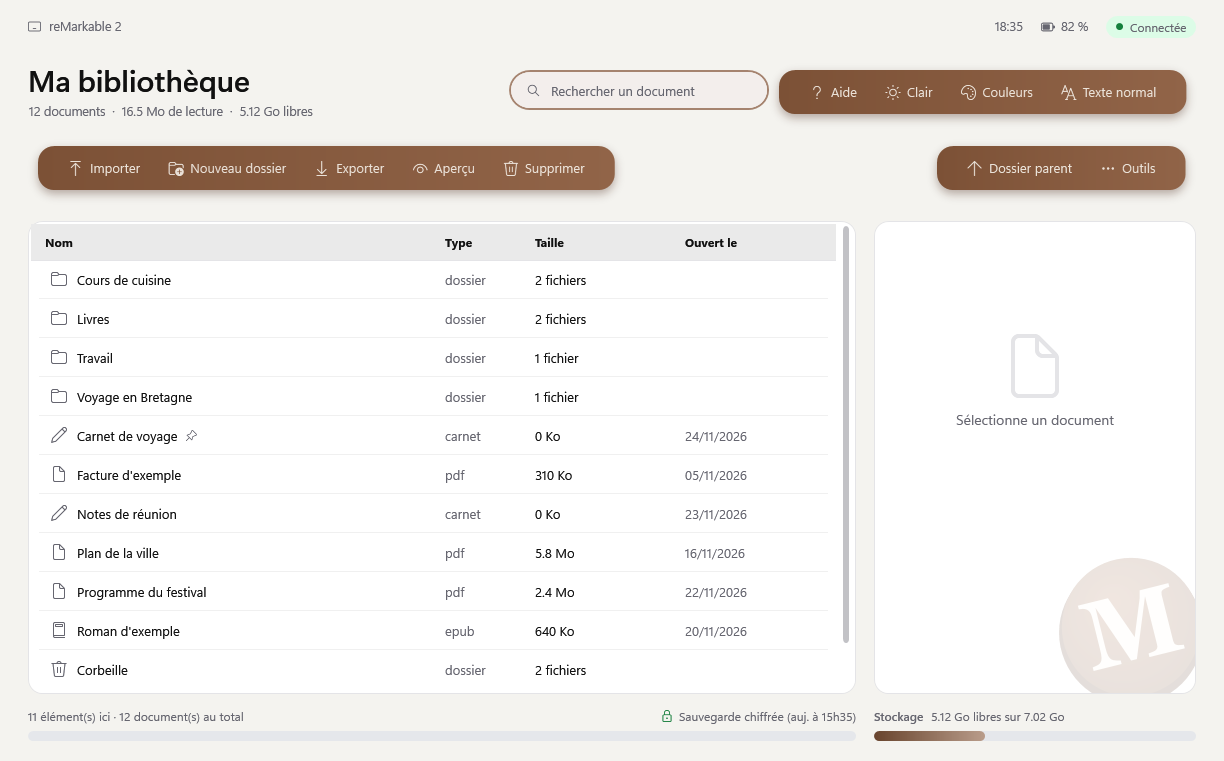 reMarkable 2
18:35 82 % Connectée
Ma bibliothèque
12 documents · 16.5 Mo de lecture · 5.12 Go libres
Rechercher un document
? Aide Clair Couleurs Texte normal
Importer Nouveau dossier Exporter Aperçu Supprimer
Dossier parent ··· Outils
Nom Type Taille Ouvert le
Cours de cuisine dossier 2 fichiers
Livres dossier 2 fichiers
Travail dossier 1 fichier
Voyage en Bretagne dossier 1 fichier
Carnet de voyage carnet 0 Ko 24/11/2026
Facture d'exemple pdf 310 Ko 05/11/2026
Notes de réunion carnet 0 Ko 23/11/2026
Plan de la ville pdf 5.8 Mo 16/11/2026
Programme du festival pdf 2.4 Mo 22/11/2026
Roman d'exemple epub 640 Ko 20/11/2026
Corbeille dossier 2 fichiers
Sélectionne un document
M
11 élément(s) ici · 12 document(s) au total
Sauvegarde chiffrée (auj. à 15h35)
Stockage 5.12 Go libres sur 7.02 Go